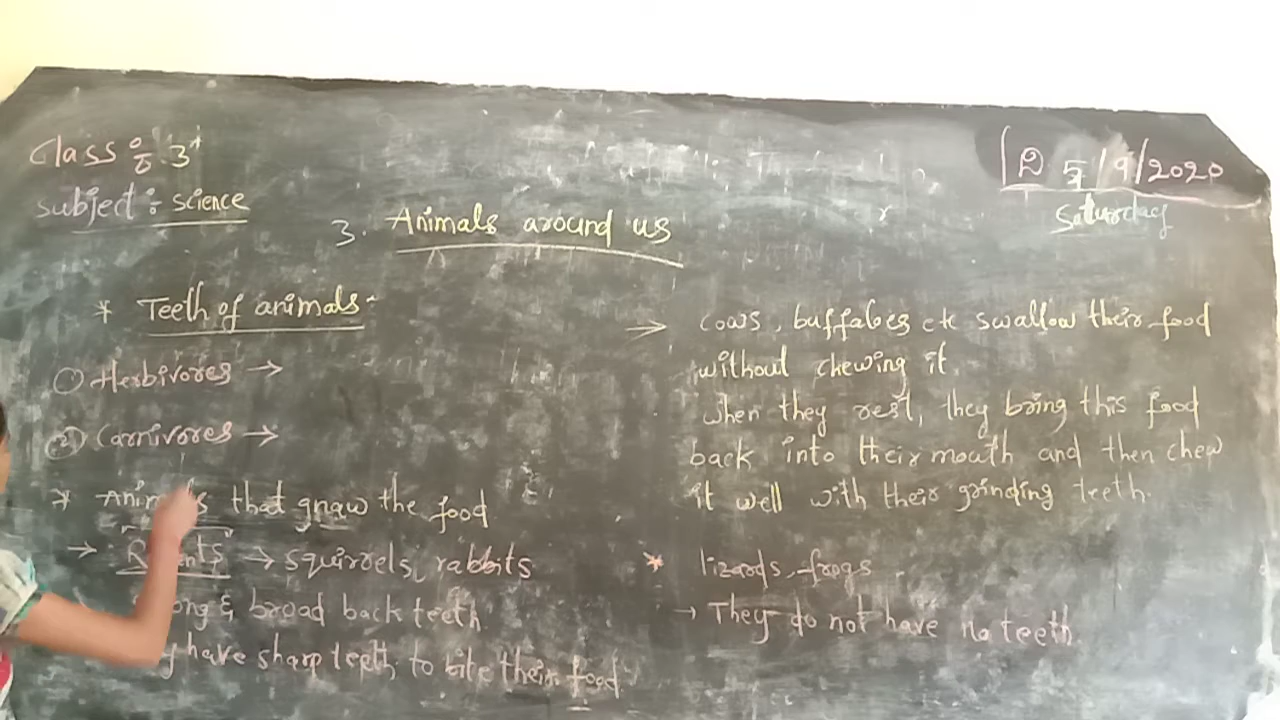 Class : 3
Subject : science
D 5/9/2020
Saturday
3. Animals around us
* Teeth of animals-
① Herbivores →
② Carnivores →
* Animals that gnaw the food
→ "Rodents" → squirrels, rabbits
& broad back teeth.
have sharp teeth to bite their food
→ cows, buffaloes etc swallow their food
without chewing it.
when they rest, they bring this food
back into their mouth and then chew
it well with their grinding teeth.
* lizards, frogs
→ They do not have no teeth.